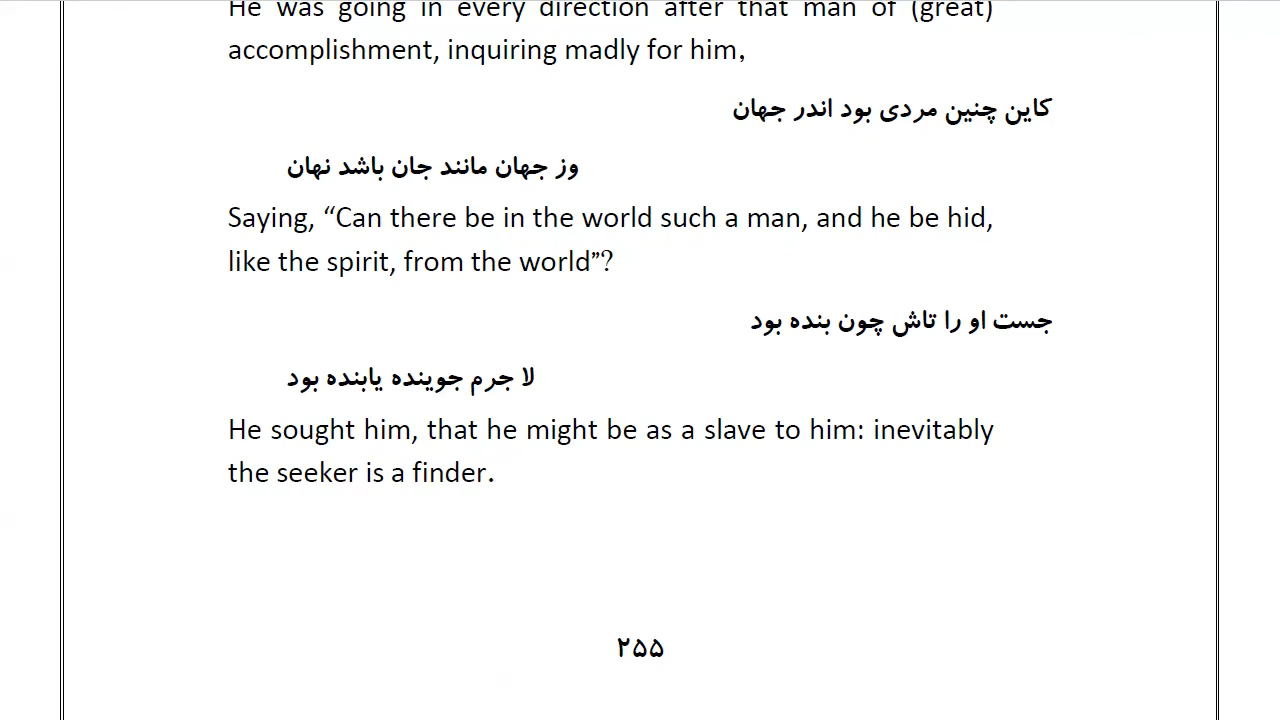 He was going in every direction after that man of (great)
accomplishment, inquiring madly for him,
کاین چنین مردی بود اندر جهان
وز جهان مانند جان باشد نهان
Saying, “Can there be in the world such a man, and he be hid,
like the spirit, from the world”?
جست او را تاش چون بنده بود
لا جرم جوینده یابنده بود
He sought him, that he might be as a slave to him: inevitably
the seeker is a finder.
۲۵۵